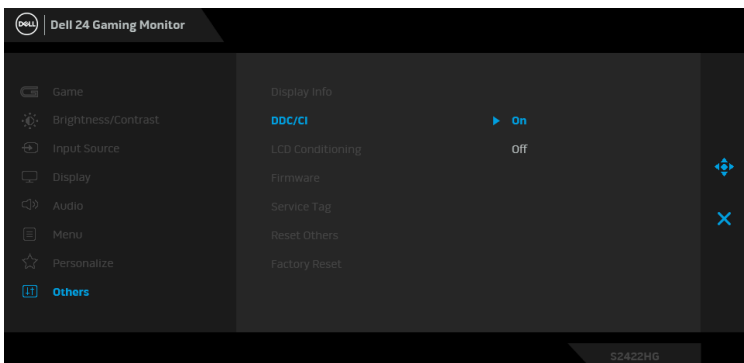 DELL
Dell 24 Gaming Monitor
Game
Brightness/Contrast
Input Source
Display
Audio
Menu
Personalize
Others
Display Info
DDC/CI
On
LCD Conditioning
Off
Firmware
Service Tag
Reset Others
Factory Reset
S2422HG